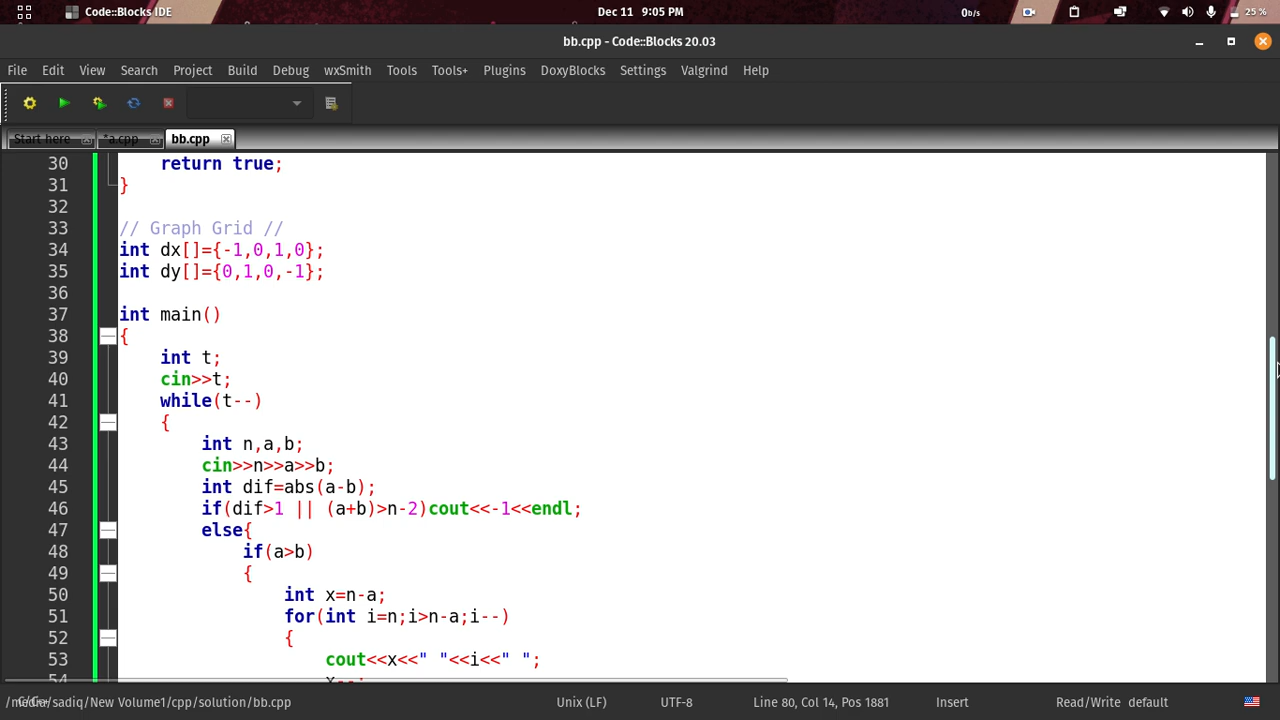 Code::Blocks IDE Dec 11 9:05 PM 0b/s 25 %
bb.cpp - Code::Blocks 20.03
File Edit View Search Project Build Debug wxSmith Tools Tools+ Plugins DoxyBlocks Settings Valgrind Help
Start here *a.cpp bb.cpp
30 return true;
31 }
32
33 // Graph Grid //
34 int dx[]={-1,0,1,0};
35 int dy[]={0,1,0,-1};
36
37 int main()
38 {
39 int t;
40 cin>>t;
41 while(t--)
42 {
43 int n,a,b;
44 cin>>n>>a>>b;
45 int dif=abs(a-b);
46 if(dif>1 || (a+b)>n-2)cout<<-1<<endl;
47 else{
48 if(a>b)
49 {
50 int x=n-a;
51 for(int i=n;i>n-a;i--)
52 {
53 cout<<x<<" "<<i<<" ";
54 x--;
/media/sadiq/New Volume1/cpp/solution/bb.cpp Unix (LF) UTF-8 Line 80, Col 14, Pos 1881 Insert Read/Write default